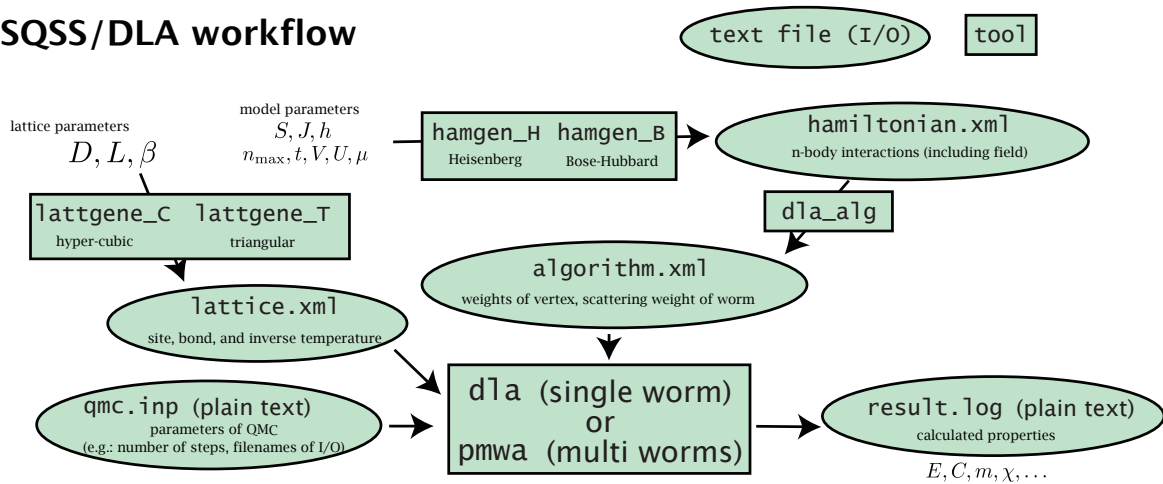 SQSS/DLA workflow
text file (I/O)
tool
lattice parameters
D, L, β
model parameters
S, J, h
n_max, t, V, U, μ
hamgen_H hamgen_B
Heisenberg Bose-Hubbard
hamiltonian.xml
n-body interactions (including field)
lattgene_C lattgene_T
hyper-cubic triangular
dla_alg
algorithm.xml
weights of vertex, scattering weight of worm
lattice.xml
site, bond, and inverse temperature
qmc.inp (plain text)
parameters of QMC
(e.g.: number of steps, filenames of I/O)
dla (single worm)
or
pmwa (multi worms)
result.log (plain text)
calculated properties
E, C, m, χ, ...